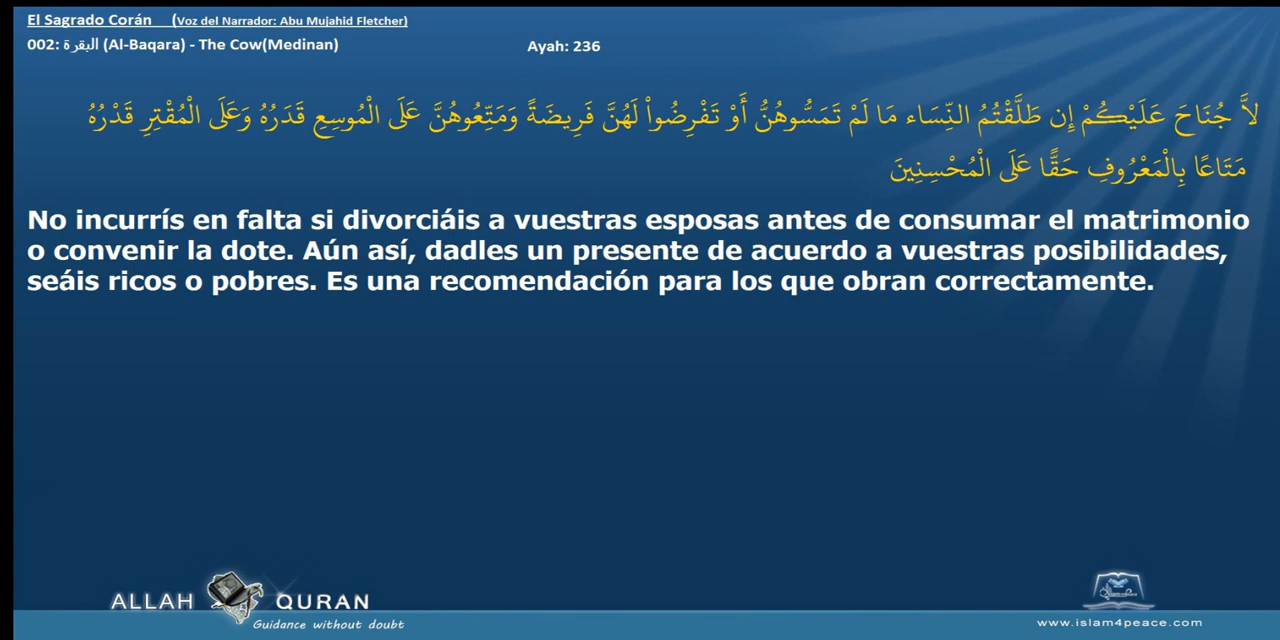 El Sagrado Corán (Voz del Narrador: Abu Mujahid Fletcher)
002: البقرة (Al-Baqara) - The Cow(Medinan)
Ayah: 236
لاَّ جُنَاحَ عَلَيْكُمْ إِن طَلَّقْتُمُ النِّسَاء مَا لَمْ تَمَسُّوهُنُّ أَوْ تَفْرِضُواْ لَهُنَّ فَرِيضَةً وَمَتِّعُوهُنَّ عَلَى الْمُوسِعِ قَدَرُهُ وَعَلَى الْمُقْتِرِ قَدْرُهُ
مَتَاعًا بِالْمَعْرُوفِ حَقًّا عَلَى الْمُحْسِنِينَ
No incurrís en falta si divorciáis a vuestras esposas antes de consumar el matrimonio
o convenir la dote. Aún así, dadles un presente de acuerdo a vuestras posibilidades,
seáis ricos o pobres. Es una recomendación para los que obran correctamente.
ALLAH QURAN
Guidance without doubt
www.islam4peace.com